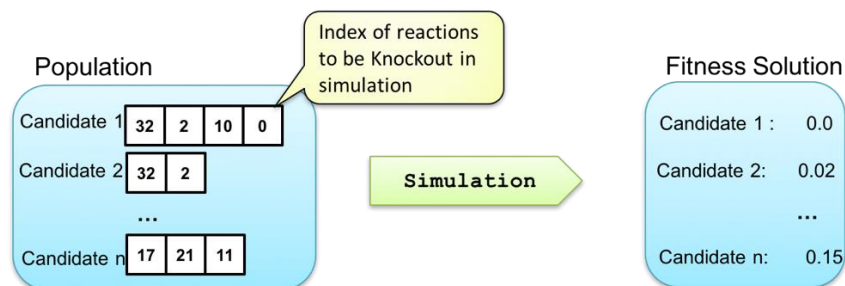 Index of reactions
to be Knockout in
simulation
Population
Fitness Solution
Candidate 1 32 2 10 0
Candidate 2 32 2
...
Candidate n 17 21 11
Simulation
Candidate 1 : 0.0
Candidate 2: 0.02
...
Candidate n: 0.15